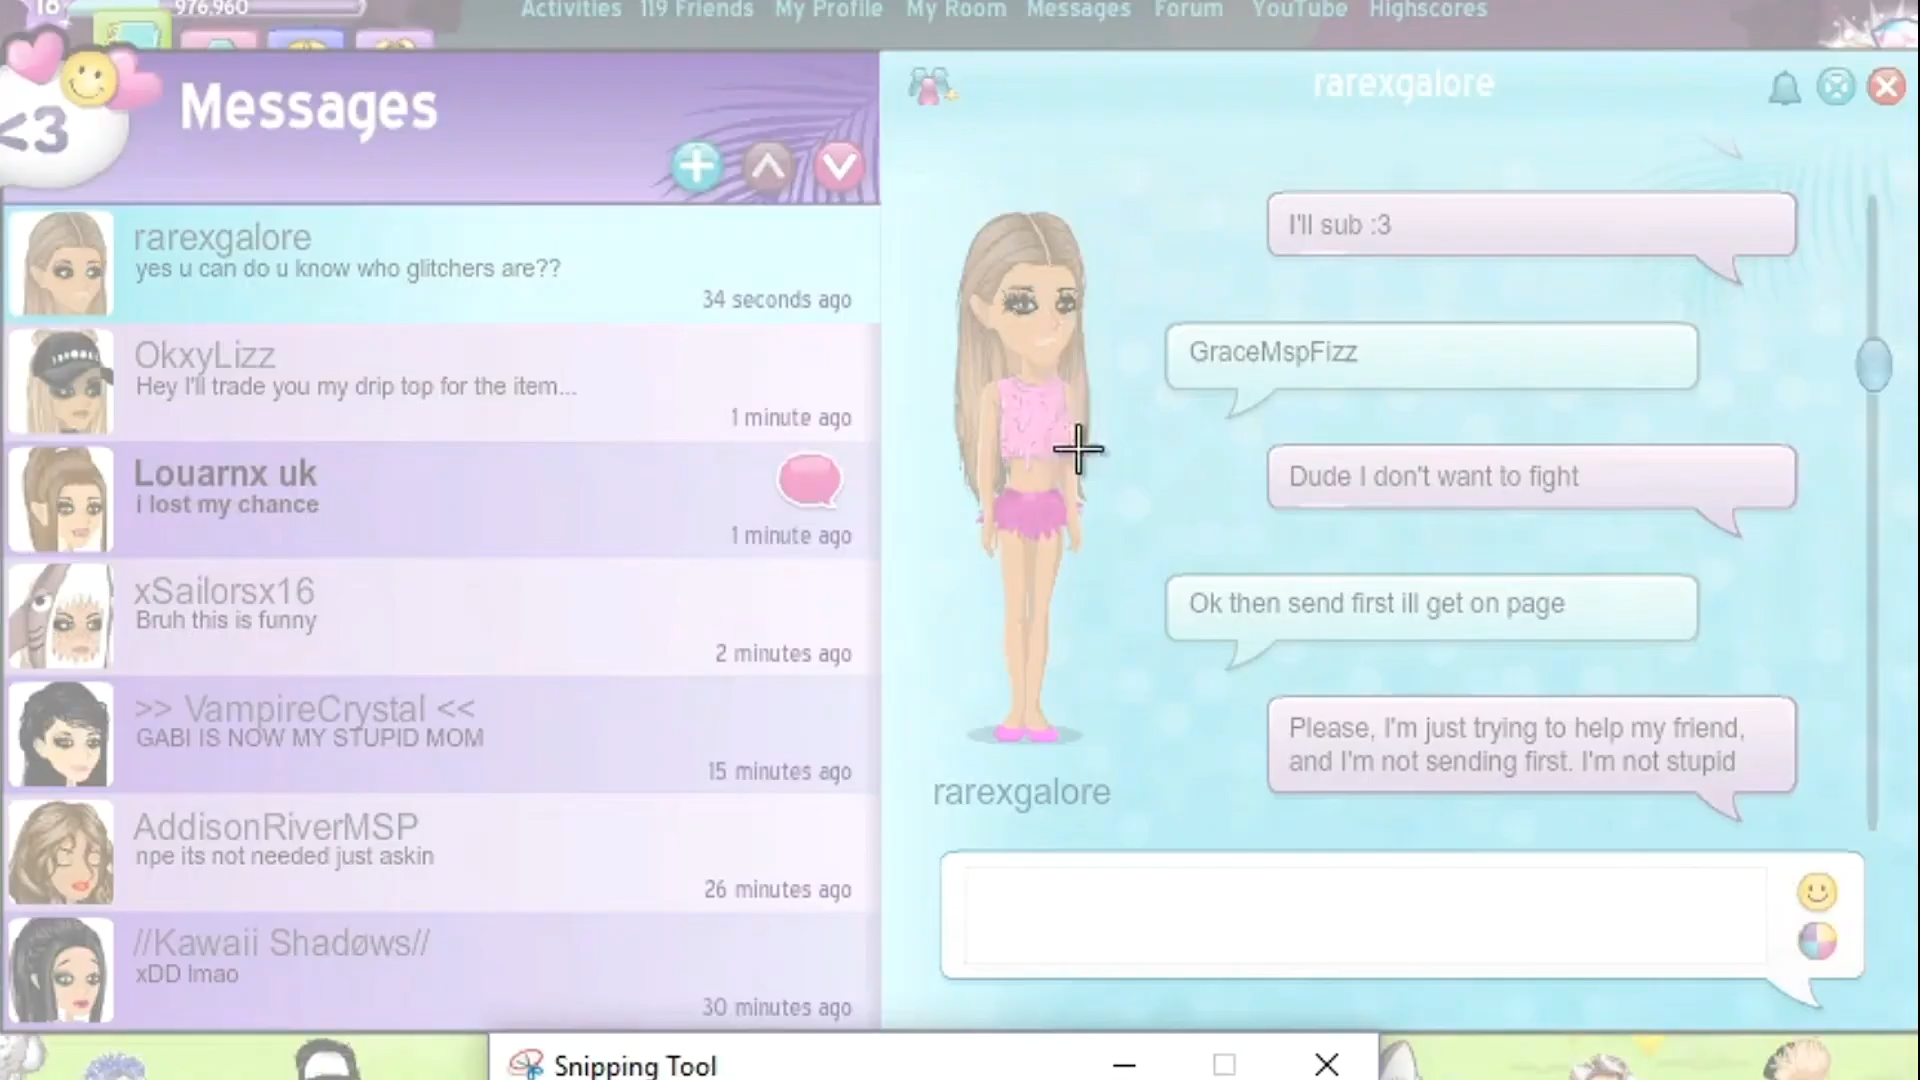 16
976,960
Activities 119 Friends My Profile My Room Messages Forum YouTube Highscores
<3
Messages
rarexgalore
yes u can do u know who glitchers are??
34 seconds ago
OkxyLizz
Hey I'll trade you my drip top for the item...
1 minute ago
Louarnx uk
i lost my chance
1 minute ago
xSailorsx16
Bruh this is funny
2 minutes ago
>> VampireCrystal <<
GABI IS NOW MY STUPID MOM
15 minutes ago
AddisonRiverMSP
npe its not needed just askin
26 minutes ago
//Kawaii Shadøws//
xDD lmao
30 minutes ago
rarexgalore
I'll sub :3
GraceMspFizz
Dude I don't want to fight
Ok then send first ill get on page
Please, I'm just trying to help my friend,
and I'm not sending first. I'm not stupid
rarexgalore
Snipping Tool